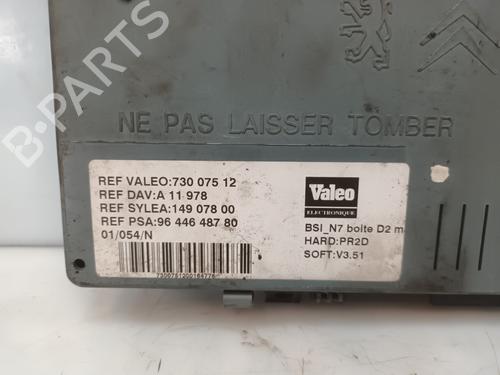 B-PARTS
NE PAS LAISSER TOMBER
REF VALEO:730 075 12
REF DAV:A 11 978
REF SYLEA:149 078 00
REF PSA:96 446 487 80
01/054/N
Valeo
ELECTRONIQUE
BSI_N7 boite D2 m
HARD:PR2D
SOFT:V3.51